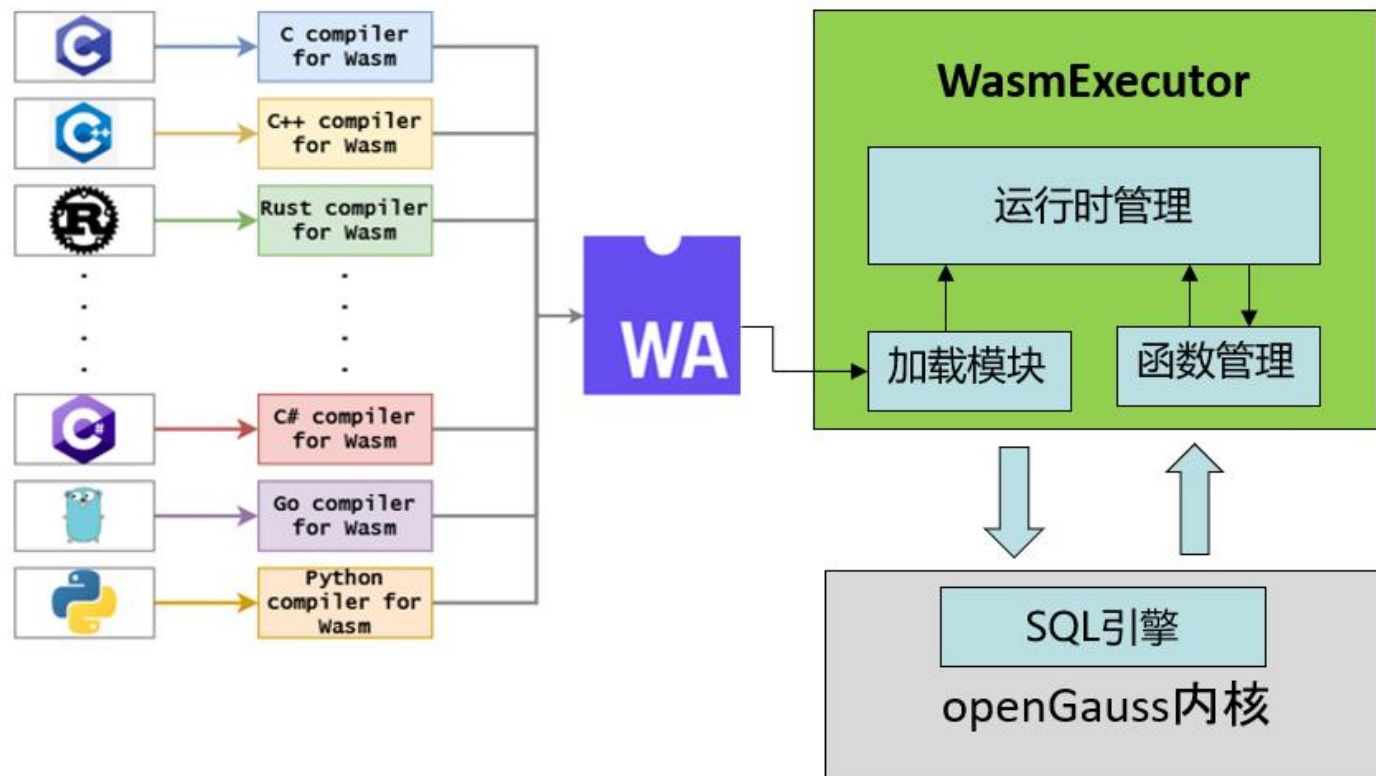 C
C compiler
for Wasm
C++
C++ compiler
for Wasm
R
Rust compiler
for Wasm
C#
C# compiler
for Wasm
Go compiler
for Wasm
Python
compiler for
Wasm
WA
WasmExecutor
运行时管理
加载模块
函数管理
SQL引擎
openGauss内核